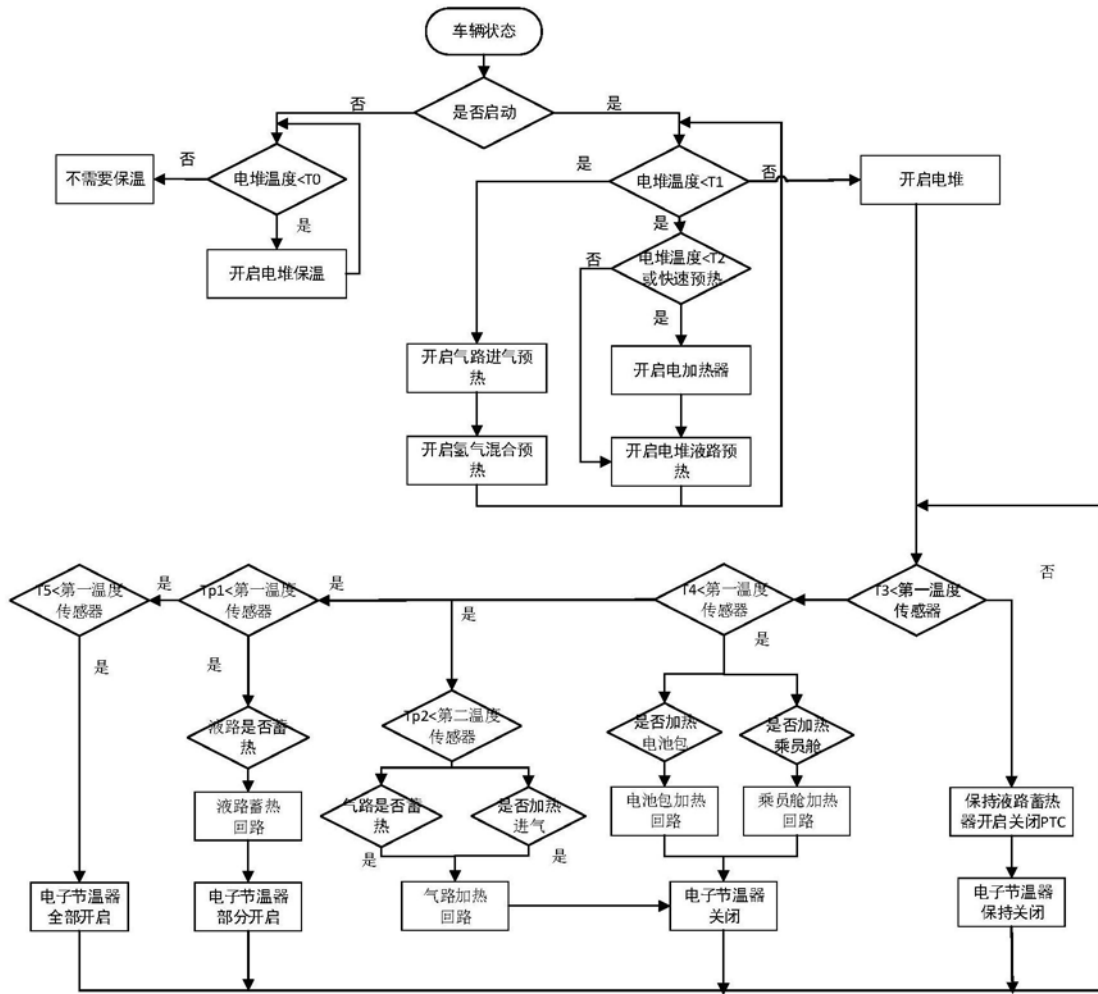 车辆状态
是否启动
否
是
电堆温度<T0
否
不需要保温
是
开启电堆保温
电堆温度<T1
是
否
开启电堆
是
电堆温度<T2
或快速预热
否
是
开启气路进气预
热
开启电加热器
开启氢气混合预
热
开启电堆液路预
热
T5<第一温度
传感器
是
Tp1<第一温度
传感器
是
T4<第一温度
传感器
T3<第一温度
传感器
否
是
是
是
是
液路是否蓄
热
Tp2<第二温度
传感器
是否加热
电池包
是否加热
乘员舱
液路蓄热
回路
气路是否蓄
热
是否加热
进气
电池包加热
回路
乘员舱加热
回路
保持液路蓄热
器开启关闭PTC
是
是
电子节温器
全部开启
电子节温器
部分开启
气路加热
回路
电子节温器
关闭
电子节温器
保持关闭